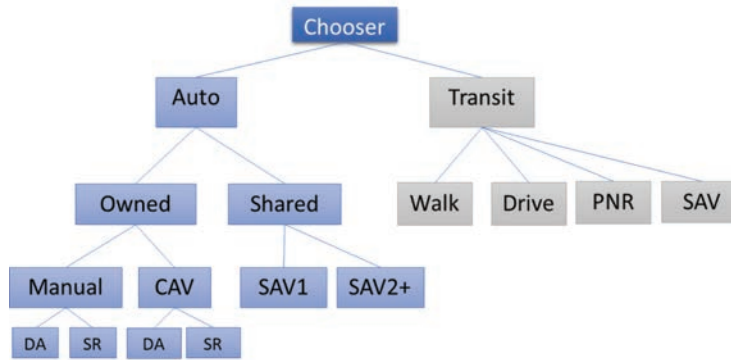 Chooser
Auto Transit
Owned Shared Walk Drive PNR SAV
Manual CAV SAV1 SAV2+
DA SR DA SR